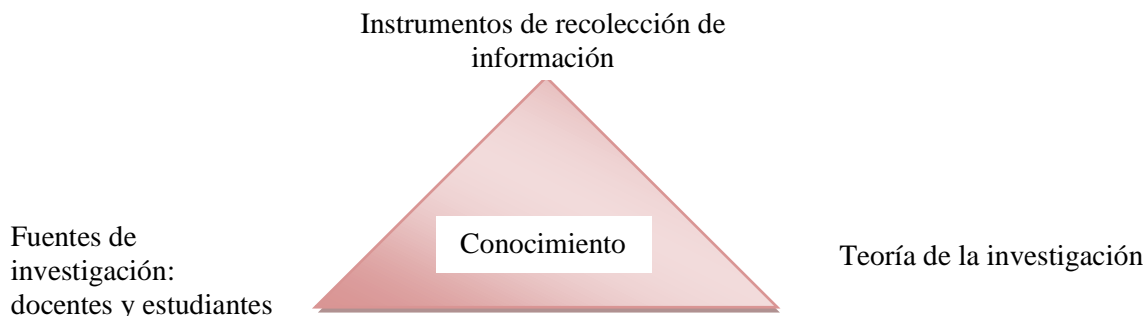 Instrumentos de recolección de
información
Conocimiento
Fuentes de
investigación:
docentes y estudiantes
Teoría de la investigación